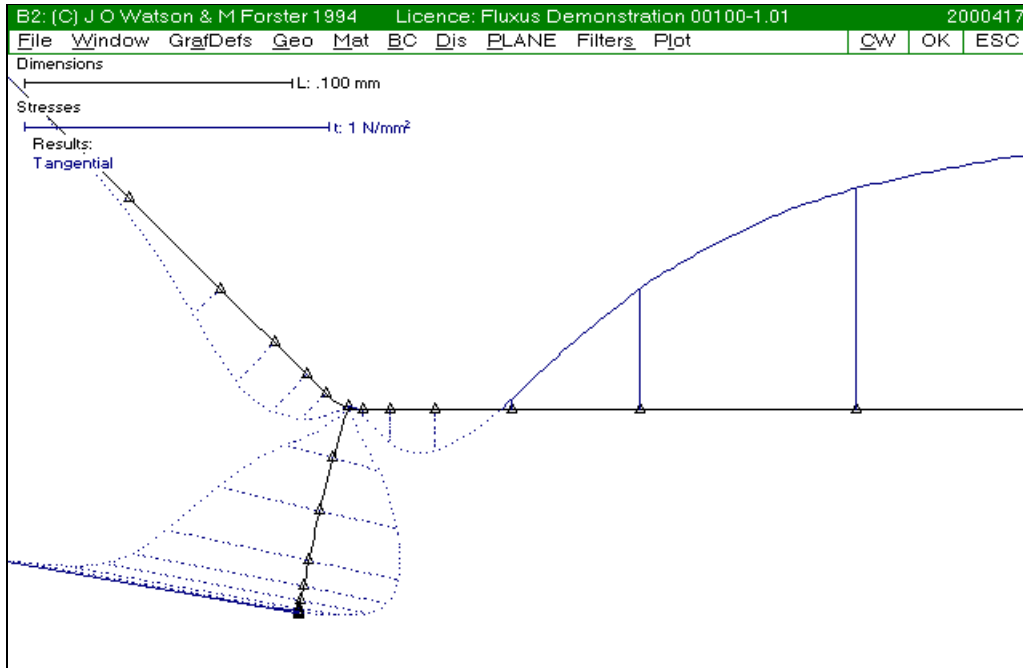 B2: (C) J O Watson & M Forster 1994 Licence: Fluxus Demonstration 00100-1.01 2000417
File Window GrafDefs Geo Mat BC Dis PLANE Filters Plot CW OK ESC
Dimensions
L: .100 mm
Stresses
t: 1 N/mm²
Results:
Tangential